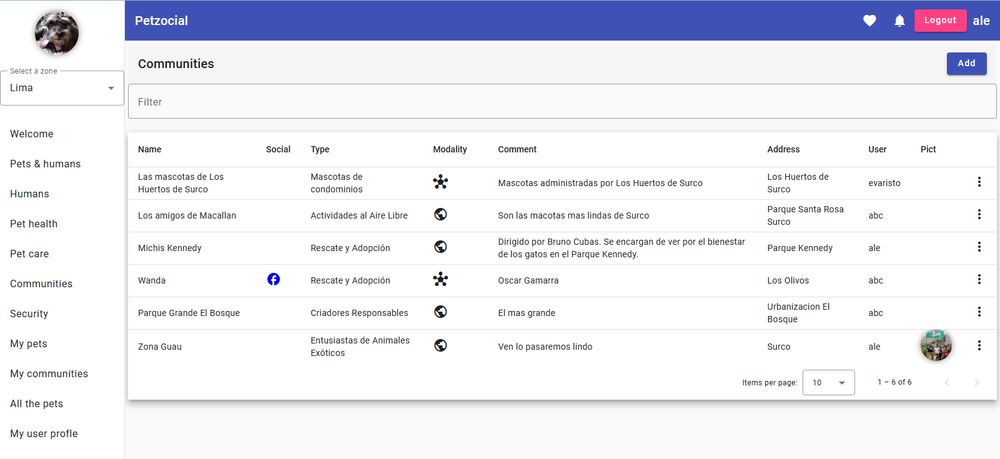 Petzocial
Logout
ale
Select a zone
Lima
Welcome
Pets & humans
Humans
Pet health
Pet care
Communities
Security
My pets
My communities
All the pets
My user profle
Communities
Add
Filter
Name Social Type Modality Comment Address User Pict
Las mascotas de Los
Huertos de Surco
Mascotas de
condominios
Mascotas administradas por Los Huertos de Surco
Los Huertos de
Surco
evaristo
Los amigos de Macallan
Actividades al Aire Libre
Son las macotas mas lindas de Surco
Parque Santa Rosa
Surco
abc
Michis Kennedy
Rescate y Adopción
Dirigido por Bruno Cubas. Se encargan de ver por el bienestar
de los gatos en el Parque Kennedy.
Parque Kennedy
ale
Wanda
Rescate y Adopción
Oscar Gamarra
Los Olivos
abc
Parque Grande El Bosque
Criadores Responsables
El mas grande
Urbanizacion El
Bosque
abc
Zona Guau
Entusiastas de Animales
Exóticos
Ven lo pasaremos lindo
Surco
ale
Items per page: 10 1 – 6 of 6